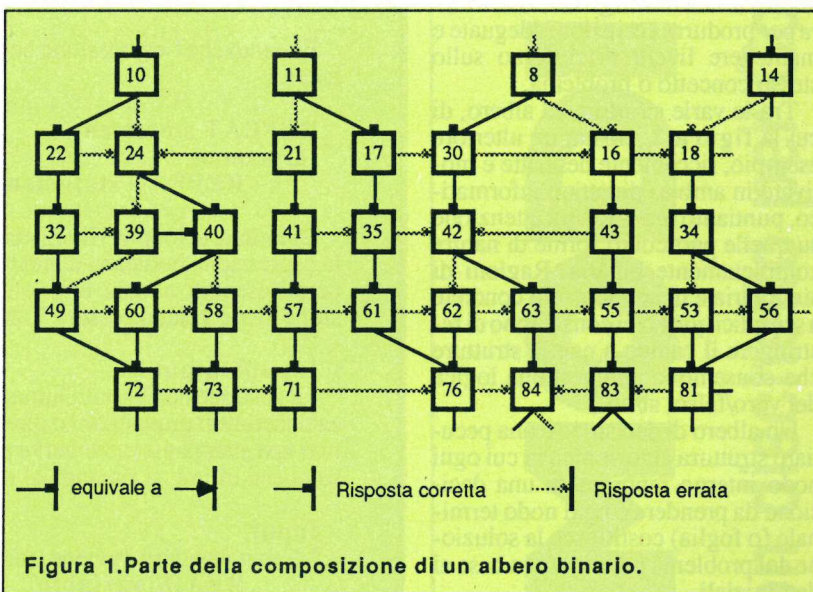 10 11 8 14
22 24 21 17 30 16 18
32 39 40 41 35 42 43 34
49 60 58 57 61 62 63 55 53 56
72 73 71 76 84 83 81
equivale a Risposta corretta Risposta errata
Figura 1.Parte della composizione di un albero binario.